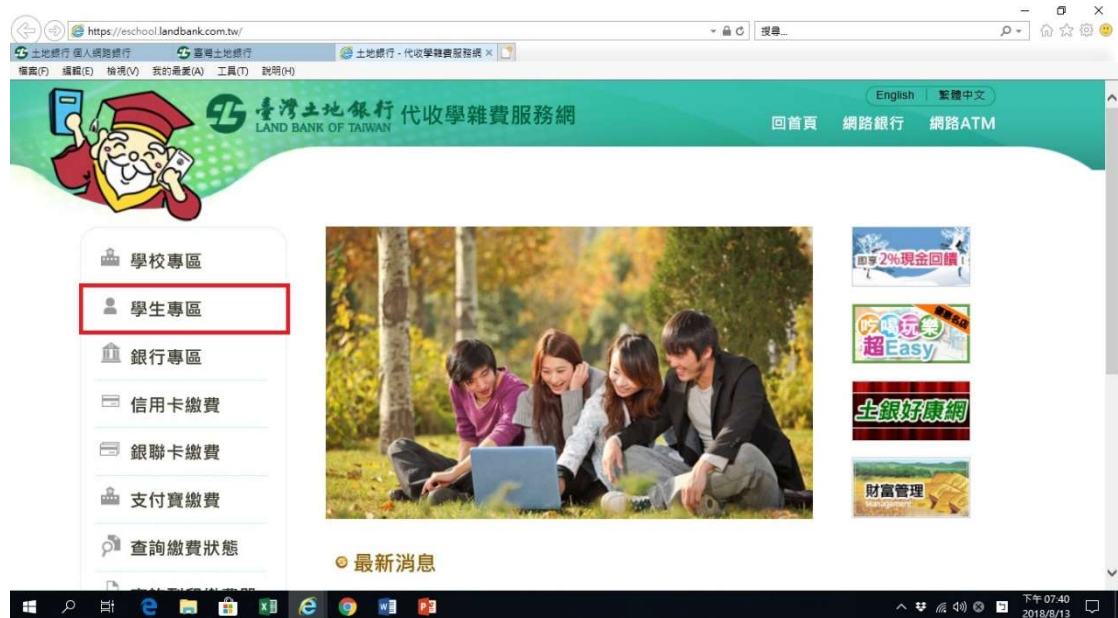 https://eschool.landbank.com.tw/
搜尋...
土地銀行 個人網路銀行
臺灣土地銀行
土地銀行 - 代收學雜費服務網
檔案(F) 編輯(E) 檢視(V) 我的最愛(A) 工具(T) 說明(H)
English 繁體中文
臺灣土地銀行 代收學雜費服務網
LAND BANK OF TAIWAN
回首頁 網路銀行 網路ATM
學校專區
學生專區
銀行專區
信用卡繳費
銀聯卡繳費
支付寶繳費
查詢繳費狀態
即享2%現金回饋!
優惠名店
吃喝玩樂
超Easy
土銀好康網
財富管理
Management
最新消息
下午 07:40
2018/8/13